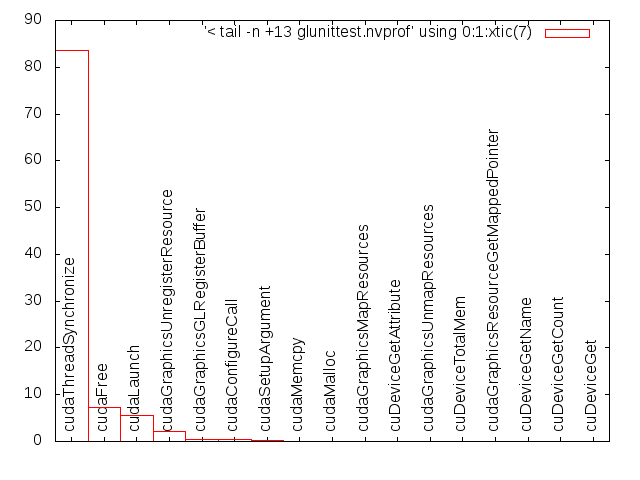 '< tail -n +13 glunittest.nvprof' using 0:1:xtic(7)
90
80
70
60
50
40
30
20
10
0
cudaThreadSynchronize
cudaFree
cudaLaunch
cudaGraphicsUnregisterResource
cudaGraphicsGLRegisterBuffer
cudaConfigureCall
cudaSetupArgument
cudaMemcpy
cudaMalloc
cudaGraphicsMapResources
cuDeviceGetAttribute
cudaGraphicsUnmapResources
cuDeviceTotalMem
cudaGraphicsResourceGetMappedPointer
cuDeviceGetName
cuDeviceGetCount
cuDeviceGet